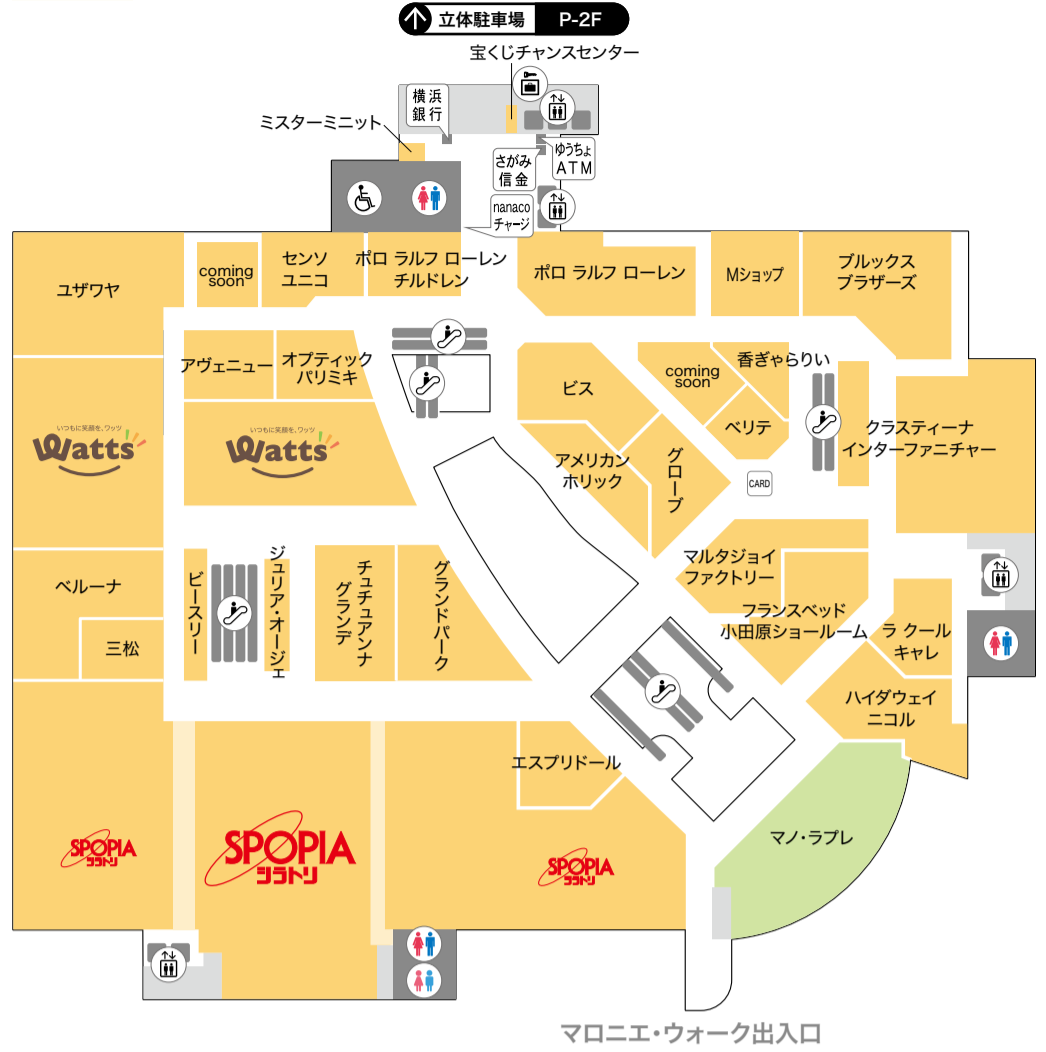 立体駐車場 P-2F
宝くじチャンスセンター
横浜
銀行
ミスターミニット
ゆうちょ
ATM
さがみ
信金
nanaco
チャージ
ユザワヤ
coming
soon
センソ
ユニコ
ポロ ラルフ ローレン
チルドレン
ポロ ラルフ ローレン
Mショップ
ブルックス
ブラザーズ
アヴェニュー
オプティック
パリミキ
ビス
coming
soon
香ぎゃらりい
いつもに笑顔を、ワッツ
Watts
いつもに笑顔を、ワッツ
Watts
アメリカン
ホリック
グローブ
ベリテ
クラスティーナ
インターファニチャー
CARD
ベルーナ
三松
ビースリー
ジュリア・オージェ
チュチュアンナ
グランデ
グランドパーク
マルタジョイ
ファクトリー
フランスベッド
小田原ショールーム
ラ クール
キャレ
ハイダウェイ
ニコル
エスプリドール
マノ・ラプレ
SPOPIA
シラトリ
SPOPIA
シラトリ
SPOPIA
シラトリ
マロニエ・ウォーク出入口